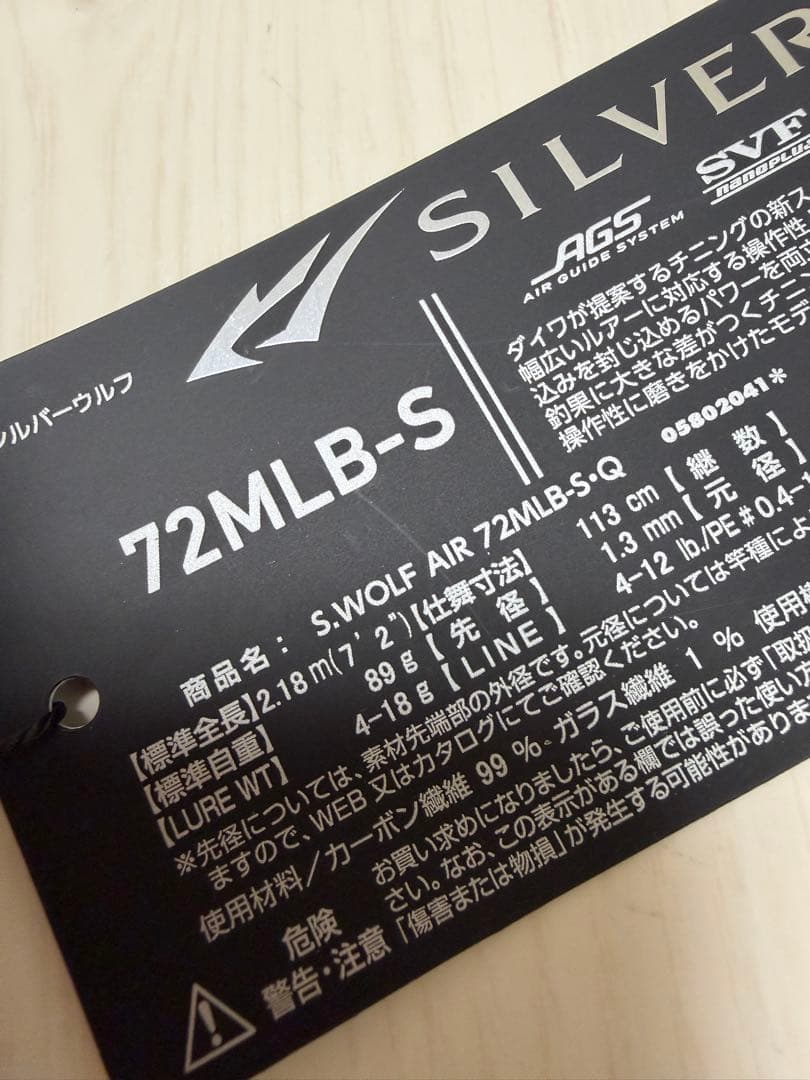 SILVER
SVF
nanoplus
AGS
AIR GUIDE SYSTEM
シルバーウルフ
72MLB-S
ダイワが提案するチニングの新ス
幅広いルアーに対応する操作性
込みを封じ込めるパワーを両立
釣果に大きな差がつくチニン
操作性に磨きをかけたモデ
05802041*
商品名: S.WOLF AIR 72MLB-S・Q
【標準全長】2.18m(7'2")【仕舞寸法】 113cm【継数】
【標準自重】 89g【先径】 1.3mm【元径】
【LURE WT】 4-18g【LINE】 4-12 lb./PE #0.4-1
※先径については、素材先端部の外径です。元径については竿種によ
ますので、WEB又はカタログにてご確認ください。
使用材料/カーボン繊維 99% ガラス繊維 1% 使用
危険
警告・注意
お買い求めになりましたら、ご使用前に必ず「取扱
さい。なお、この表示がある欄では誤った使い方
「傷害または物損」が発生する可能性がありま